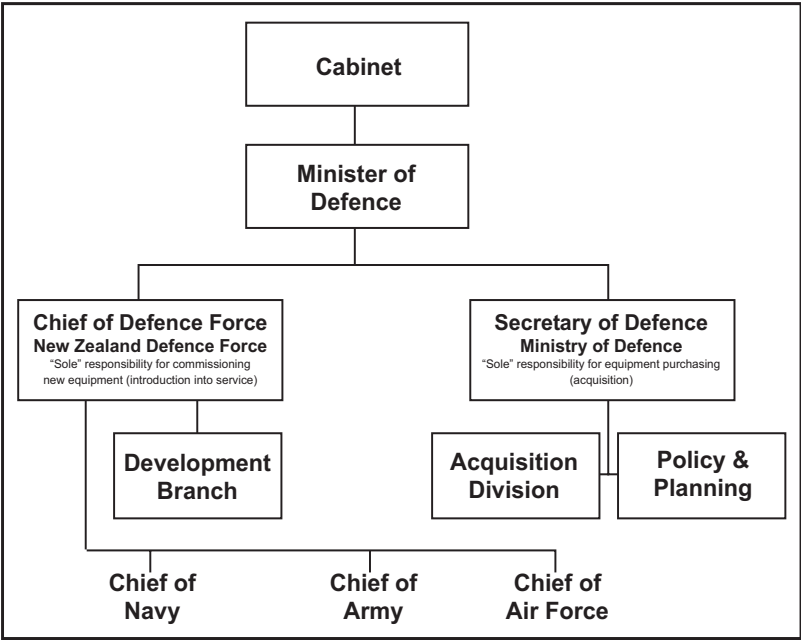 Cabinet
Minister of
Defence
Chief of Defence Force
New Zealand Defence Force
“Sole” responsibility for commissioning
new equipment (introduction into service)
Secretary of Defence
Ministry of Defence
“Sole” responsibility for equipment purchasing
(acquisition)
Development
Branch
Acquisition
Division
Policy &
Planning
Chief of
Navy
Chief of
Army
Chief of
Air Force